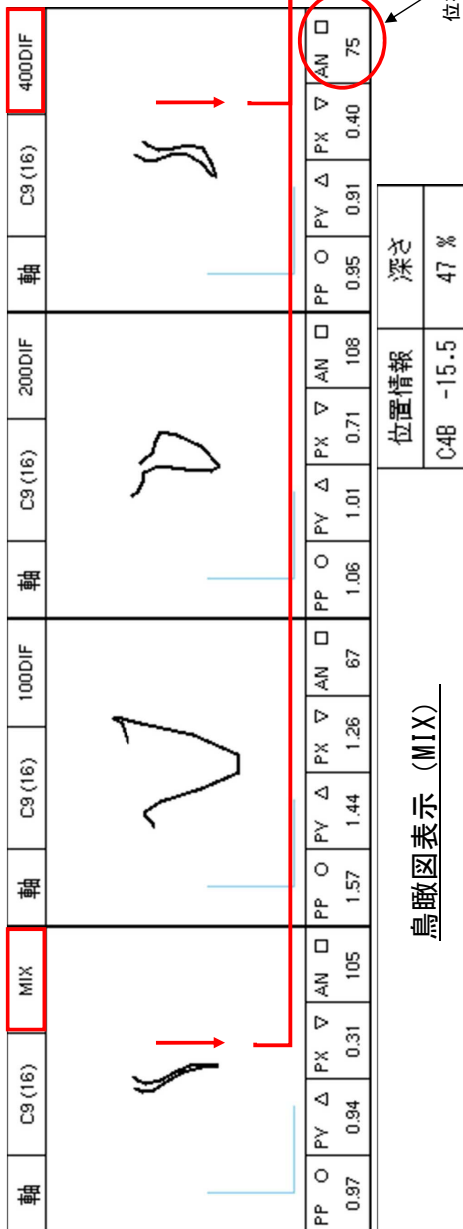 軸 C9(16) MIX
PP ○ PY △ PX ▽ AN □
0.97 0.94 0.31 105
軸 C9(16) 100DIF
PP ○ PY △ PX ▽ AN □
1.57 1.44 1.26 67
軸 C9(16) 200DIF
PP ○ PY △ PX ▽ AN □
1.06 1.01 0.71 108
軸 C9(16) 400DIF
PP ○ PY △ PX ▽ AN □
0.95 0.91 0.40 75
位
鳥瞰図表示 (MIX)
位置情報 深さ
C4B -15.5 47 %